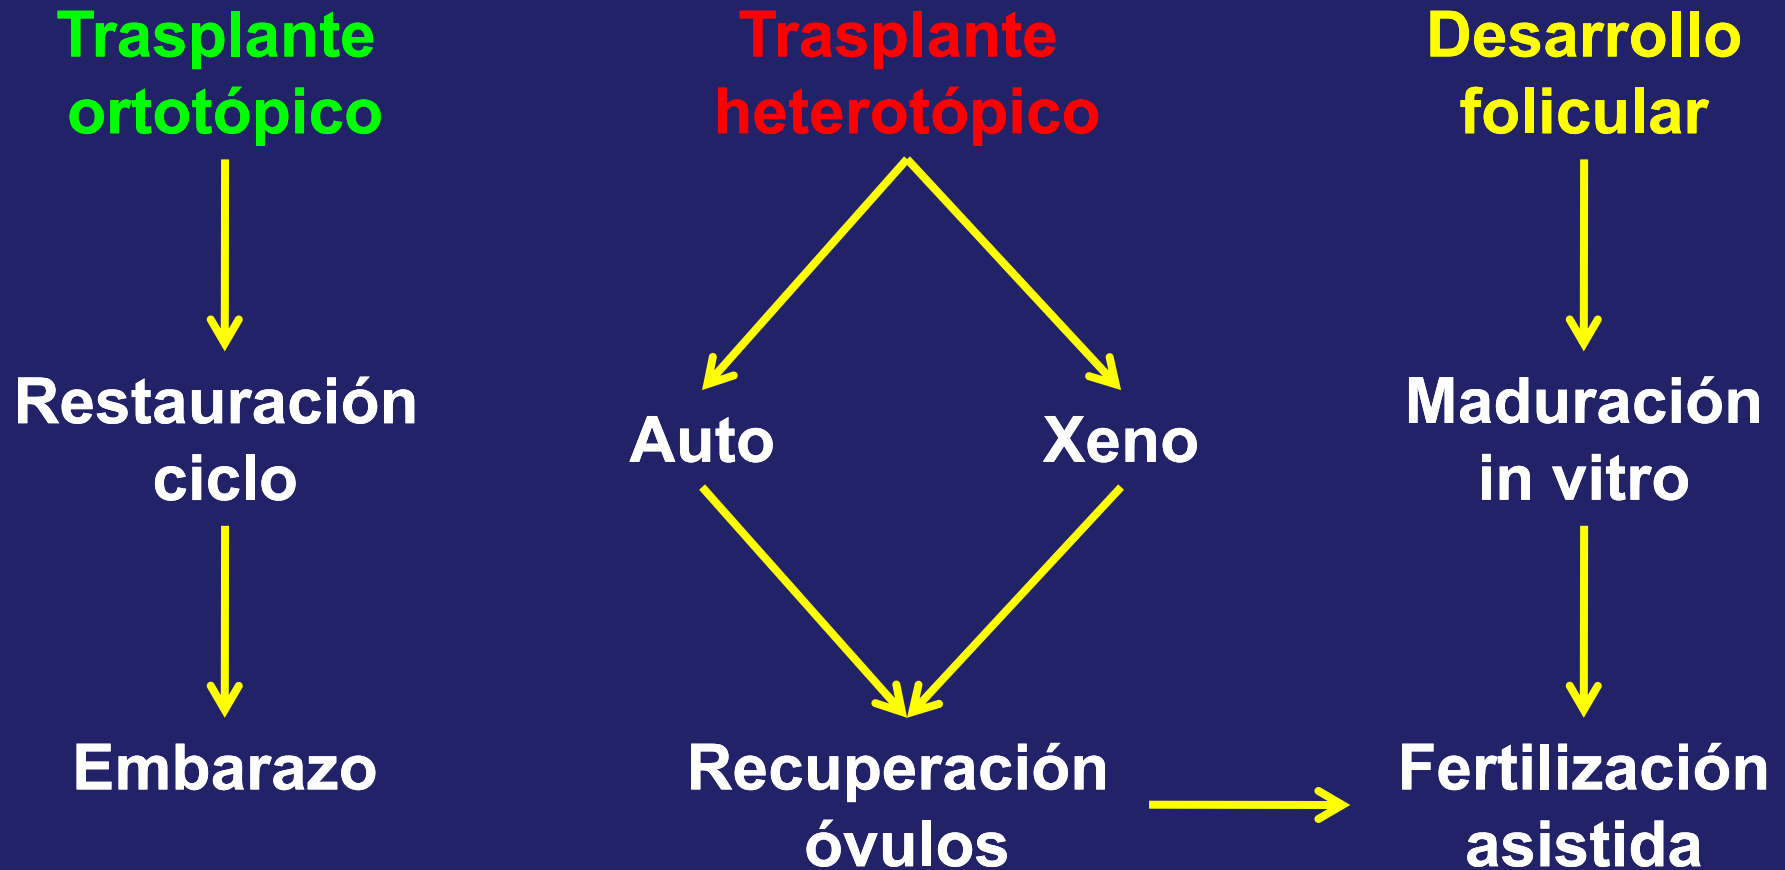 Trasplante
ortotópico
Restauración
ciclo
Embarazo
Trasplante
heterotópico
Auto
Xeno
Recuperación
óvulos
Desarrollo
folicular
Maduración
in vitro
Fertilización
asistida